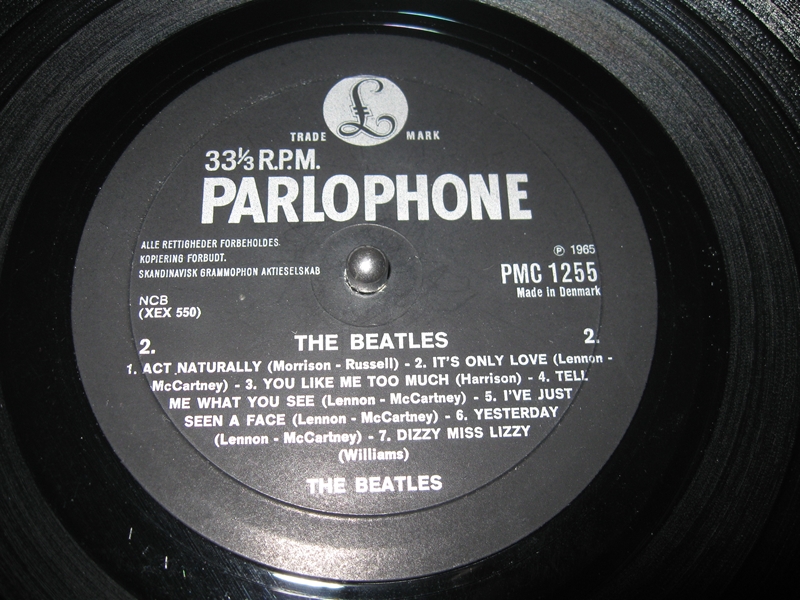 £
TRADE MARK
33⅓ R.P.M.
PARLOPHONE
ALLE RETTIGHEDER FORBEHOLDES.
KOPIERING FORBUDT.
SKANDINAVISK GRAMMOPHON AKTIESELSKAB
℗ 1965
PMC 1255
Made in Denmark
NCB
(XEX 550)
2. THE BEATLES 2.
1. ACT NATURALLY (Morrison - Russell) - 2. IT'S ONLY LOVE (Lennon -
McCartney) - 3. YOU LIKE ME TOO MUCH (Harrison) - 4. TELL
ME WHAT YOU SEE (Lennon - McCartney) - 5. I'VE JUST
SEEN A FACE (Lennon - McCartney) - 6. YESTERDAY
(Lennon - McCartney) - 7. DIZZY MISS LIZZY
(Williams)
THE BEATLES